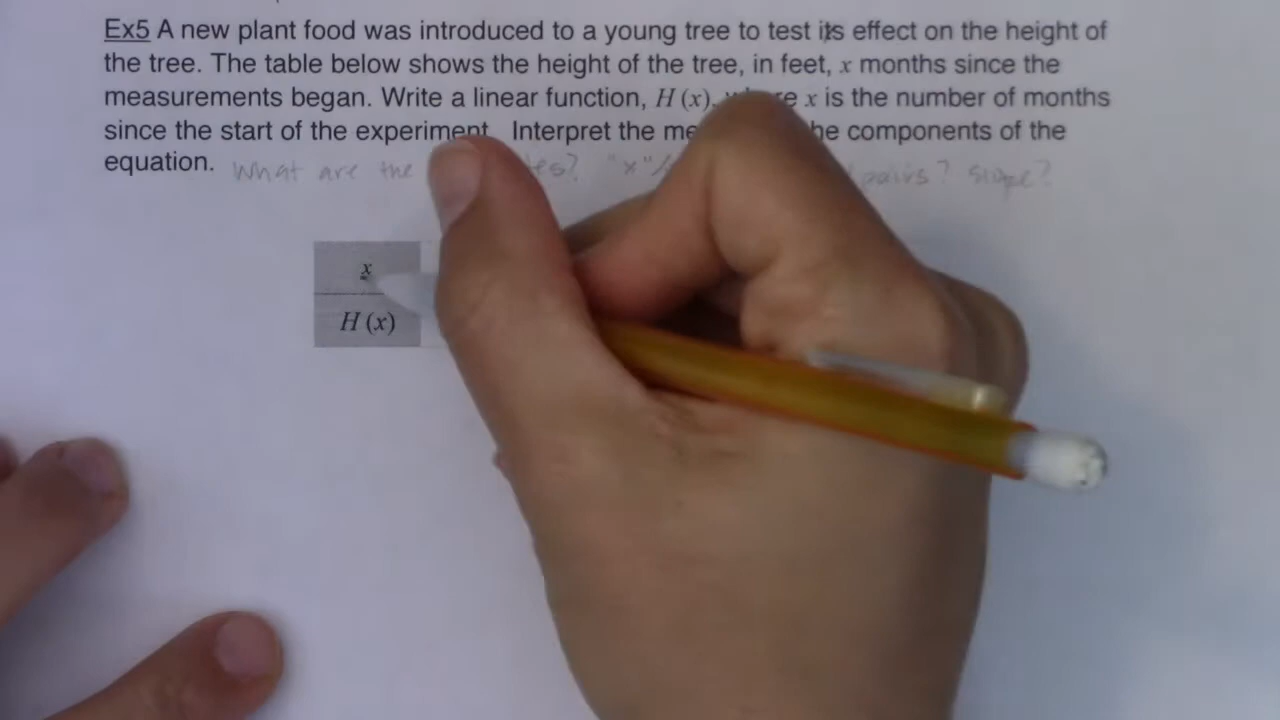 Ex5 A new plant food was introduced to a young tree to test its effect on the height of
the tree. The table below shows the height of the tree, in feet, x months since the
measurements began. Write a linear function, H (x), x is the number of months
since the start of the experiment. Interpret the components of the
equation. What are the "x" pairs? slope?
x
H (x)